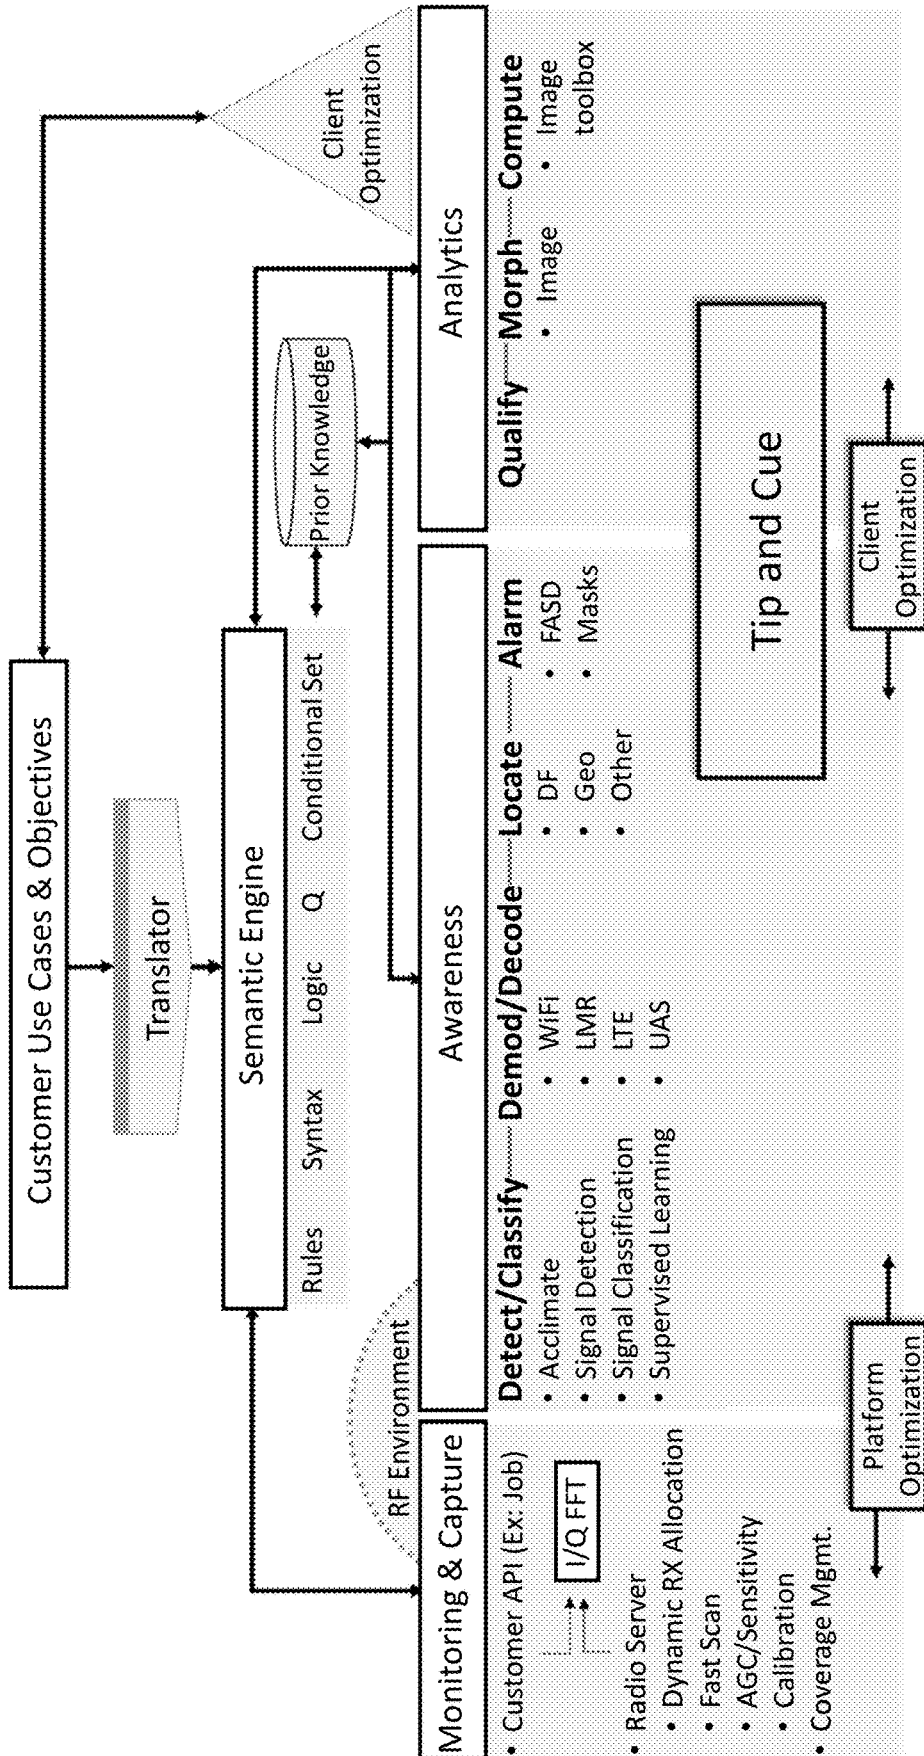 Customer Use Cases & Objectives
Translator
Semantic Engine
Rules Syntax Logic Q Conditional Set
Prior Knowledge
Client
Optimization
RF Environment
Monitoring & Capture
Awareness
Analytics
• Customer API (Ex: Job)
I/Q FFT
• Radio Server
• Dynamic RX Allocation
• Fast Scan
• AGC/Sensitivity
• Calibration
• Coverage Mgmt.
Detect/Classify Demod/Decode Locate Alarm
• Acclimate
• Signal Detection
• Signal Classification
• Supervised Learning
• WiFi
• LMR
• LTE
• UAS
• DF
• Geo
• Other
• FASD
• Masks
Qualify Morph Compute
• Image
• Image
toolbox
Tip and Cue
Platform
Optimization
Client
Optimization